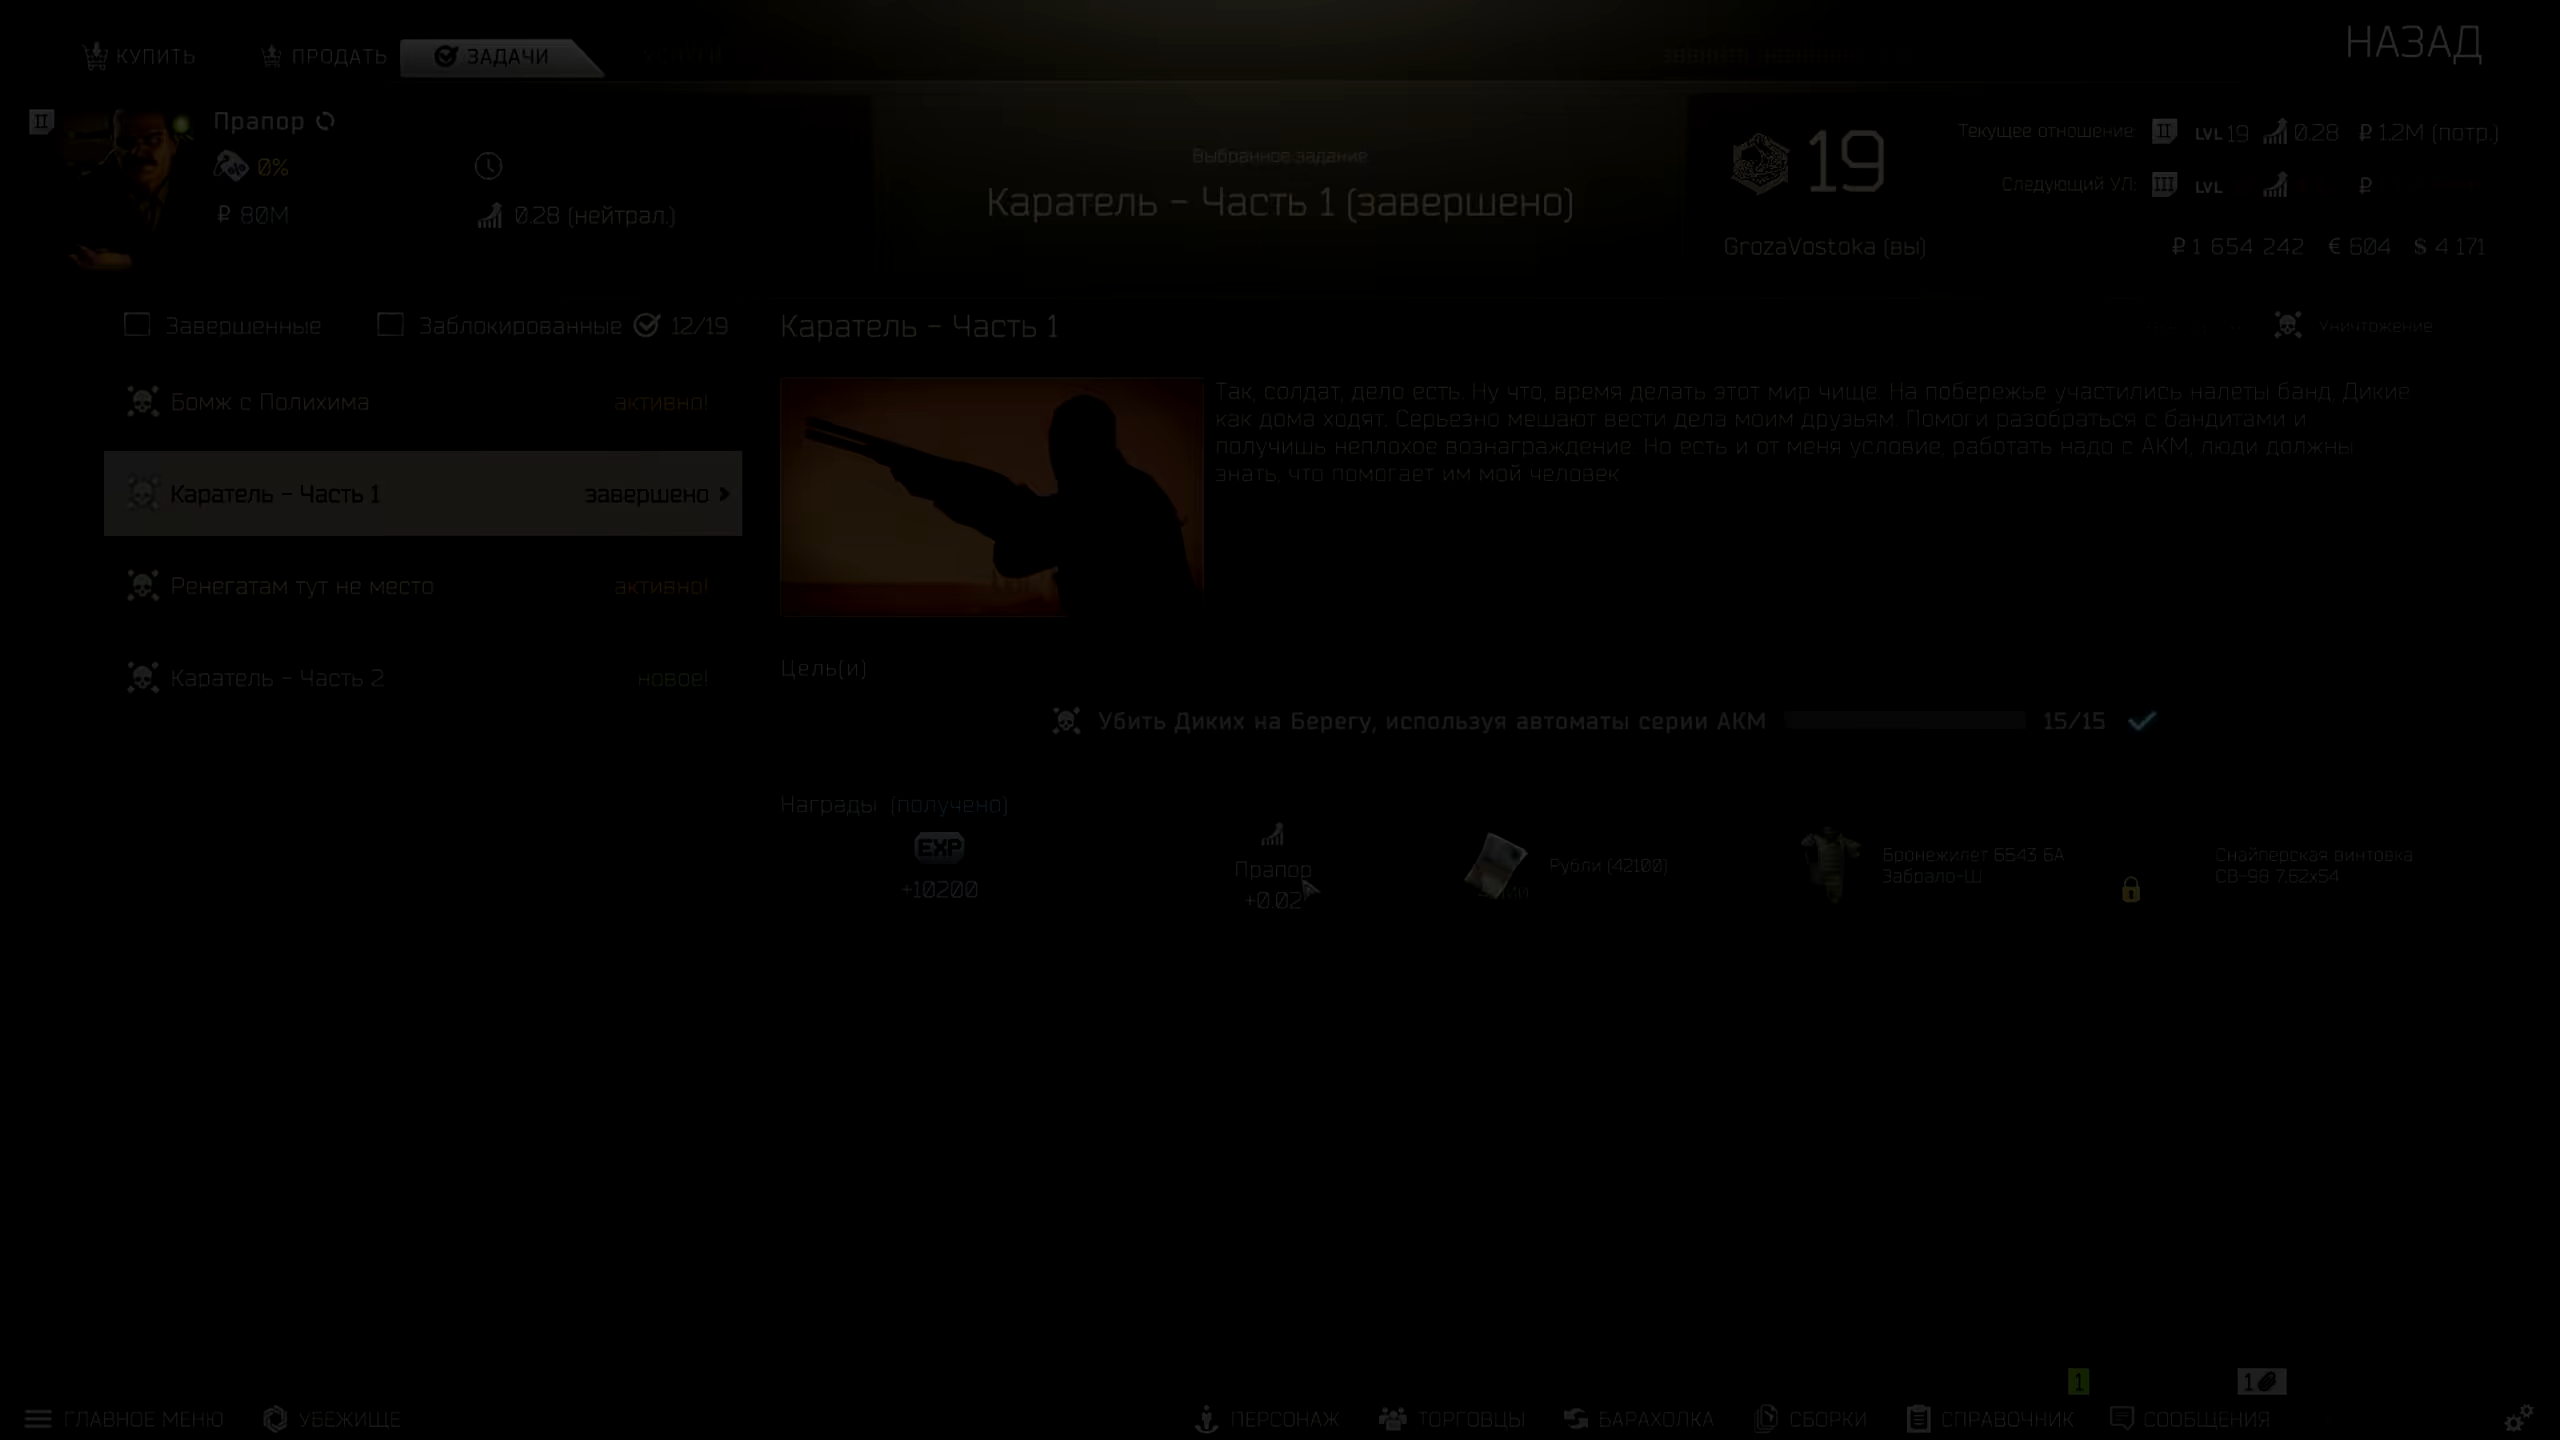 КУПИТЬ
ПРОДАТЬ
ЗАДАЧИ
УСЛУГИ
НАЗАД
II
Прапор
0%
₽ 80M
0.28 (нейтрал.)
Выбранное задание
Каратель – Часть 1 (завершено)
19
GrozaVostoka (вы)
Текущее отношение: II LVL 19 0.28 ₽ 1.2M (потр.)
Следующий УЛ: III LVL ₽
₽ 1 654 242 € 604 $ 4 171
Завершенные
Заблокированные
12/19
Бомж с Полихима активно!
Каратель – Часть 1 завершено
Ренегатам тут не место активно!
Каратель – Часть 2 новое!
Каратель – Часть 1
Уничтожение
Так, солдат, дело есть. Ну что, время делать этот мир чище. На побережье участились налеты банд, Дикие
как дома ходят. Серьезно мешают вести дела моим друзьям. Помоги разобраться с бандитами и
получишь неплохое вознаграждение. Но есть и от меня условие, работать надо с АКМ, люди должны
знать, что помогает им мой человек
Цель(и)
Убить Диких на Берегу, используя автоматы серии АКМ 15/15
Награды (получено)
EXP
+10200
Прапор
+0.02
Рубли (42100)
Бронежилет 6Б43 6А
Забрало-Ш
Снайперская винтовка
СВ-98 7.62x54
1
1
ГЛАВНОЕ МЕНЮ
УБЕЖИЩЕ
ПЕРСОНАЖ
ТОРГОВЦЫ
БАРАХОЛКА
СБОРКИ
СПРАВОЧНИК
СООБЩЕНИЯ